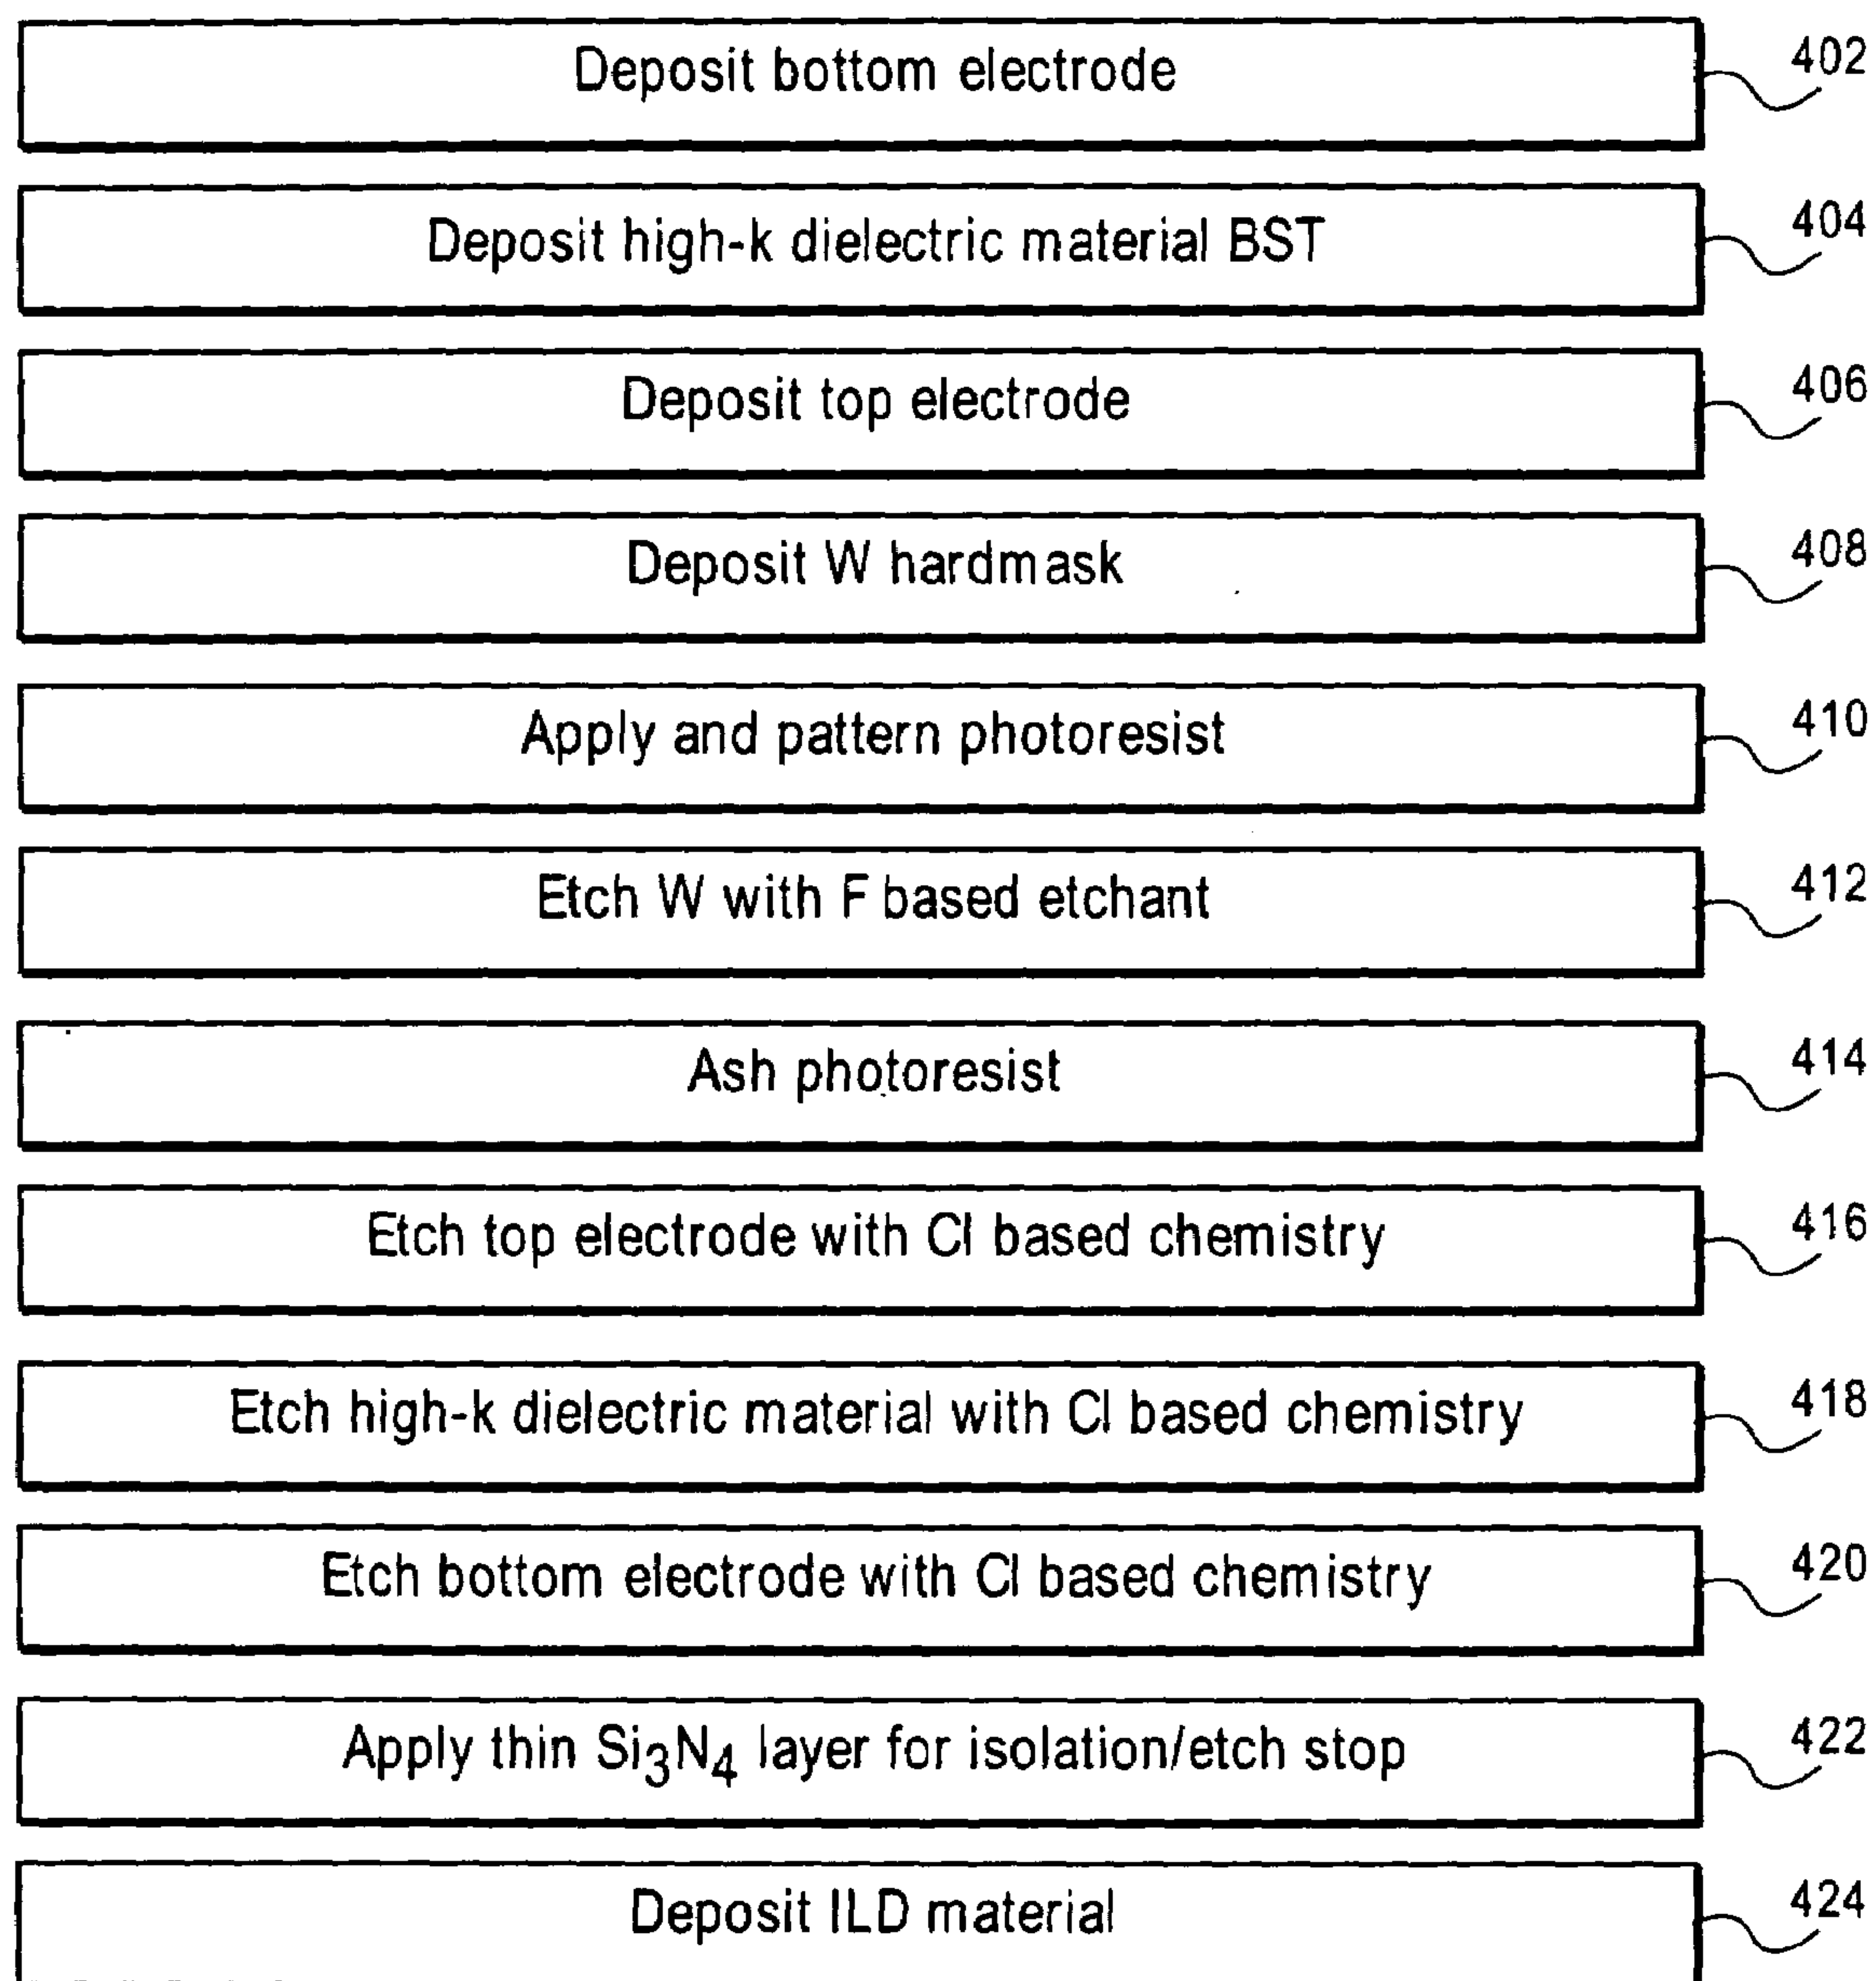 Deposit bottom electrode 402
Deposit high-k dielectric material BST 404
Deposit top electrode 406
Deposit W hardmask 408
Apply and pattern photoresist 410
Etch W with F based etchant 412
Ash photoresist 414
Etch top electrode with Cl based chemistry 416
Etch high-k dielectric material with Cl based chemistry 418
Etch bottom electrode with Cl based chemistry 420
Apply thin Si₃N₄ layer for isolation/etch stop 422
Deposit ILD material 424